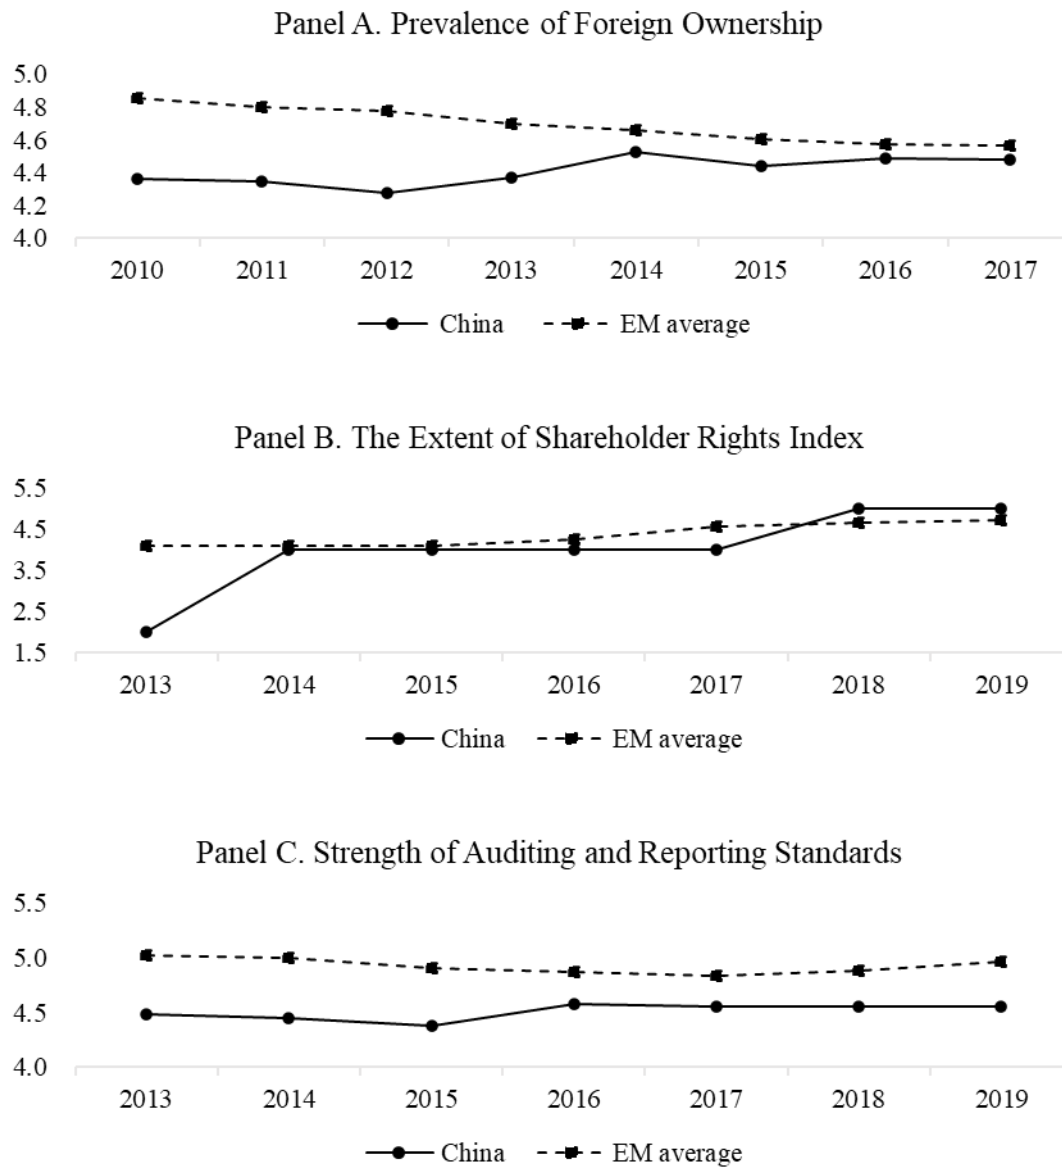 Panel A. Prevalence of Foreign Ownership
5.0
4.8
4.6
4.4
4.2
4.0
2010 2011 2012 2013 2014 2015 2016 2017
China EM average
Panel B. The Extent of Shareholder Rights Index
5.5
4.5
3.5
2.5
1.5
2013 2014 2015 2016 2017 2018 2019
China EM average
Panel C. Strength of Auditing and Reporting Standards
5.5
5.0
4.5
4.0
2013 2014 2015 2016 2017 2018 2019
China EM average